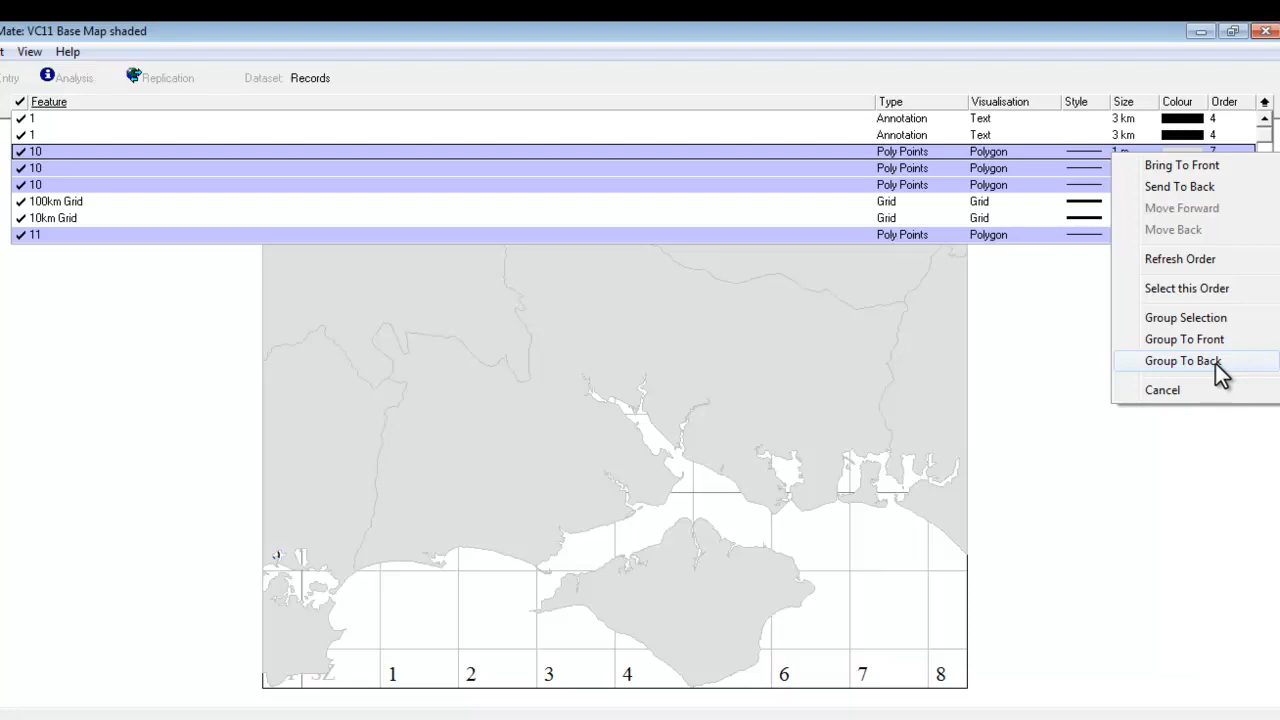 Mate: VC11 Base Map shaded
t View Help
ntry Analysis Replication Dataset: Records
Feature Type Visualisation Style Size Colour Order
1 Annotation Text 3 km 4
1 Annotation Text 3 km 4
10 Poly Points Polygon 1 m 7
10 Poly Points Polygon
10 Poly Points Polygon
100km Grid Grid Grid
10km Grid Grid Grid
11 Poly Points Polygon
Bring To Front
Send To Back
Move Forward
Move Back
Refresh Order
Select this Order
Group Selection
Group To Front
Group To Back
Cancel
SZ 1 2 3 4 6 7 8